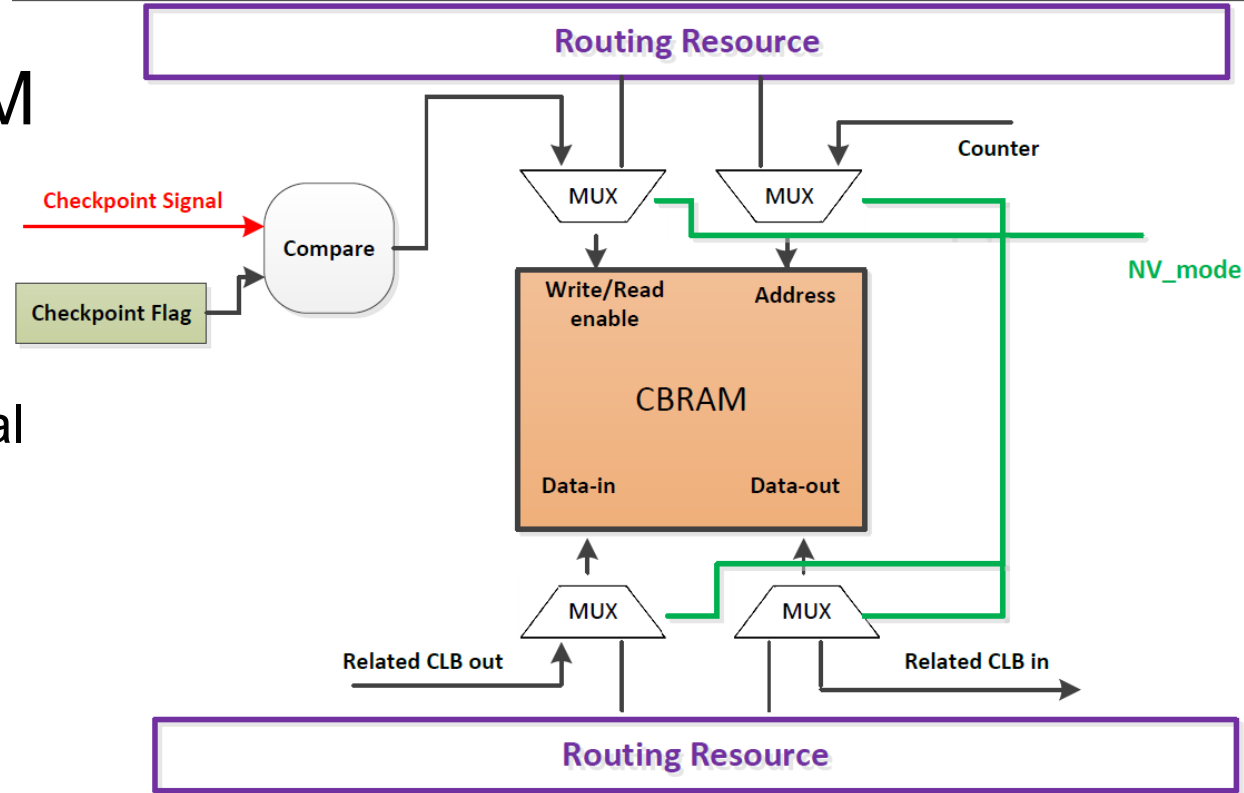 Routing Resource
M
Counter
MUX
MUX
Checkpoint Signal
Compare
NV_mode
Write/Read
enable
Address
Checkpoint Flag
CBRAM
al
Data-in
Data-out
MUX
MUX
Related CLB out
Related CLB in
Routing Resource